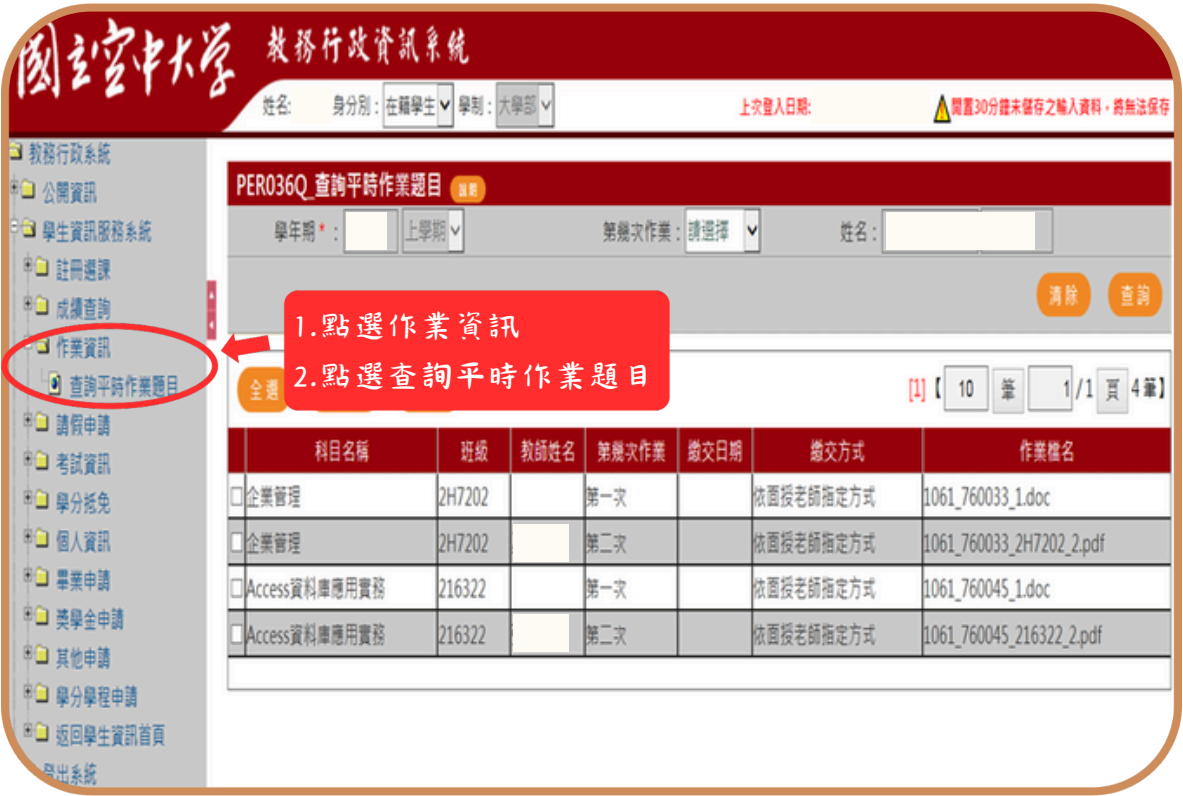 國立空中大学 教務行政資訊系統
姓名: 身分別：在籍學生 學制：大學部 上次登入日期: 閒置30分鐘未儲存之輸入資料，將無法保存
教務行政系統
公開資訊
學生資訊服務系統
註冊選課
成績查詢
作業資訊
查詢平時作業題目
請假申請
考試資訊
學分抵免
個人資訊
畢業申請
獎學金申請
其他申請
學分學程申請
返回學生資訊首頁
登出系統
PER036Q_查詢平時作業題目 說明
學年期*： 上學期 第幾次作業：請選擇 姓名：
清除 查詢
1.點選作業資訊
2.點選查詢平時作業題目
全選 [1]【 10 筆 1/1 頁 4筆】
科目名稱 班級 教師姓名 第幾次作業 繳交日期 繳交方式 作業檔名
企業管理 2H7202 第一次 依面授老師指定方式 1061_760033_1.doc
企業管理 2H7202 第二次 依面授老師指定方式 1061_760033_2H7202_2.pdf
Access資料庫應用實務 216322 第一次 依面授老師指定方式 1061_760045_1.doc
Access資料庫應用實務 216322 第二次 依面授老師指定方式 1061_760045_216322_2.pdf